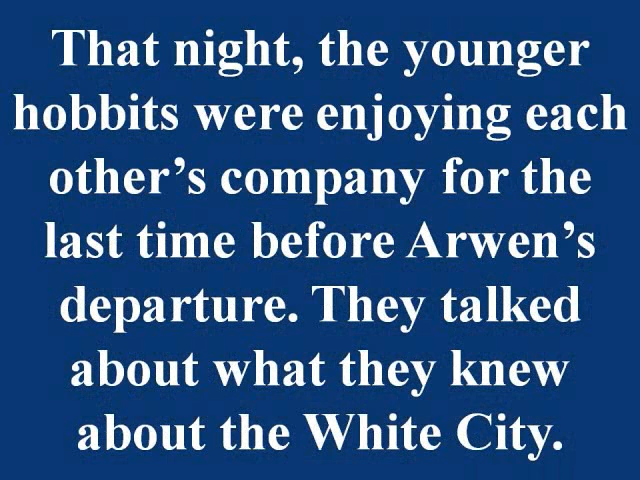 That night, the younger
hobbits were enjoying each
other’s company for the
last time before Arwen’s
departure. They talked
about what they knew
about the White City.